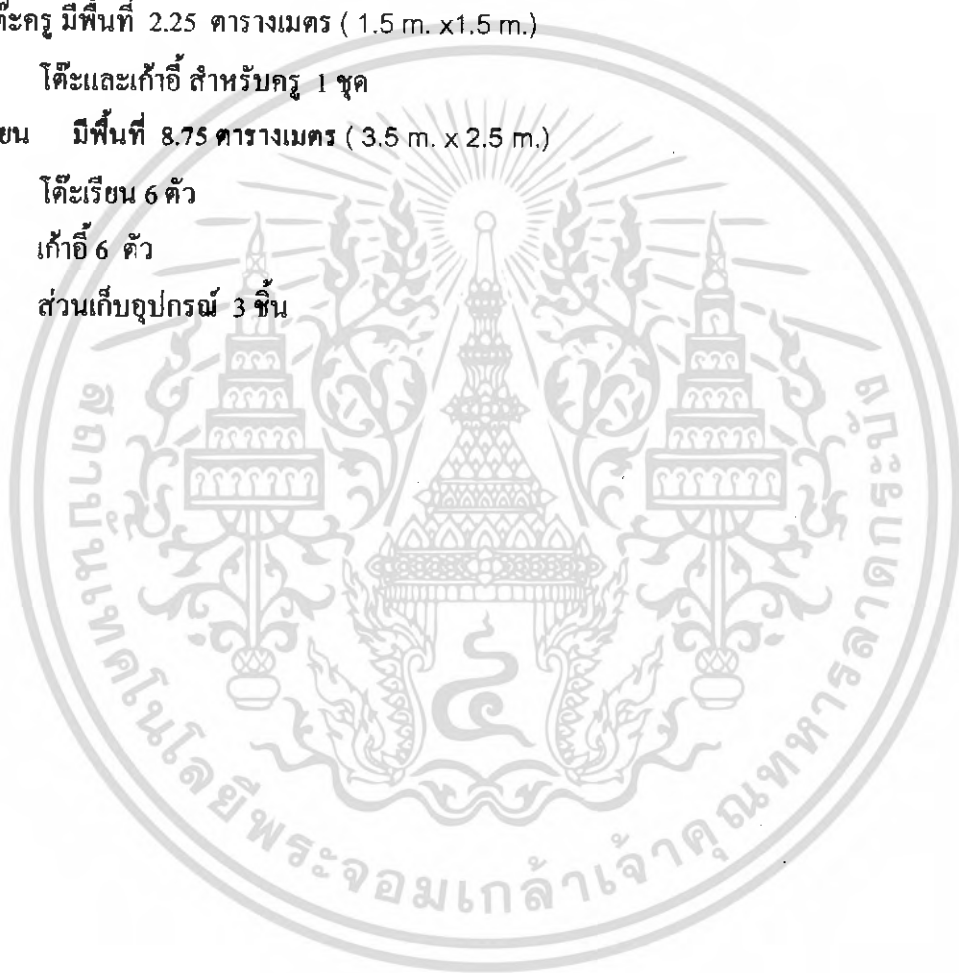 ต๊ะครู มีพื้นที่ 2.25 ตารางเมตร ( 1.5 m. x1.5 m.)
โต๊ะและเก้าอี้ สำหรับครู 1 ชุด
ยน มีพื้นที่ 8.75 ตารางเมตร ( 3.5 m. x 2.5 m.)
โต๊ะเรียน 6 ตัว
เก้าอี้ 6 ตัว
ส่วนเก็บอุปกรณ์ 3 ชิ้น
สถาบันเทคโนโลยีพระจอมเกล้าเจ้าคุณทหารลาดกระบัง